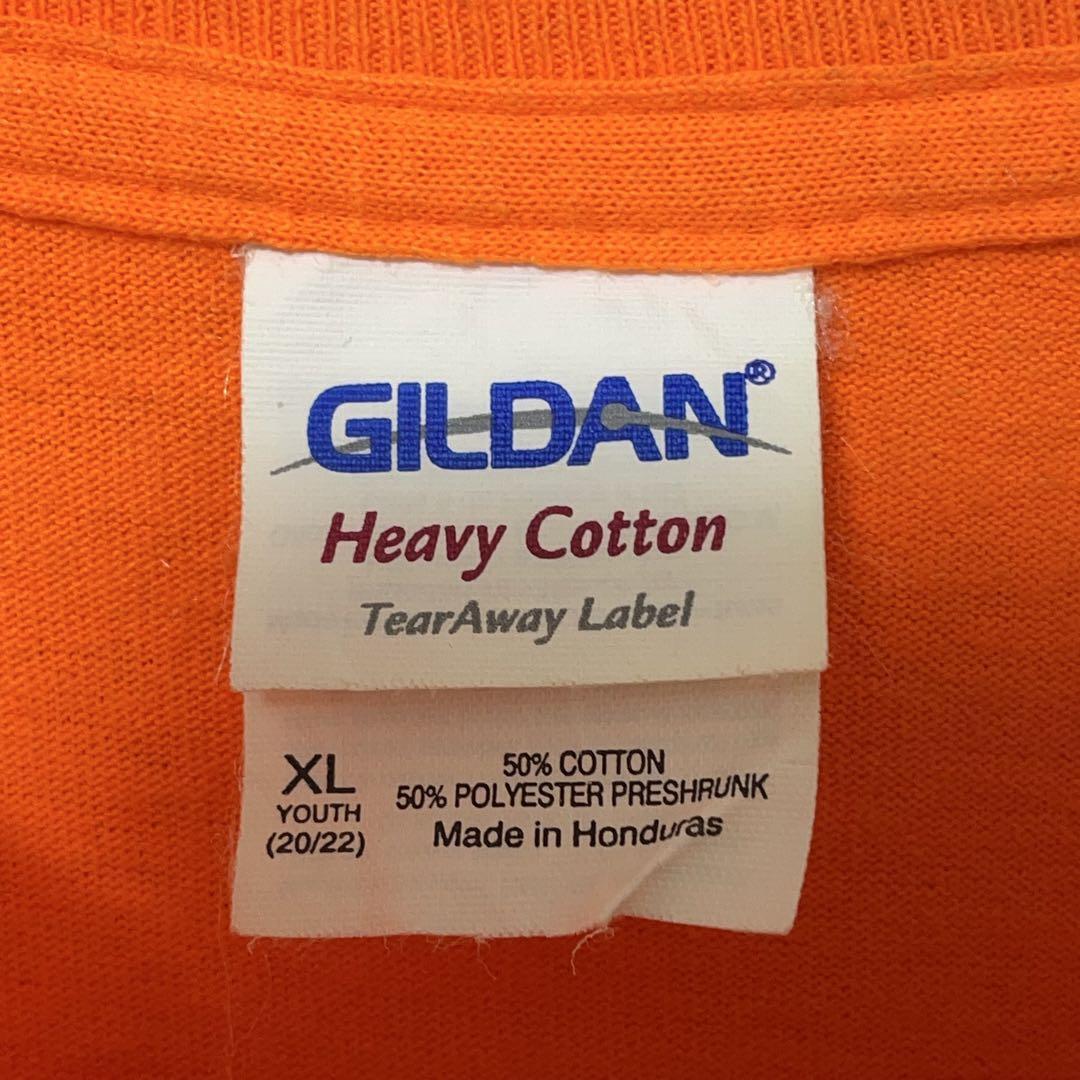 GILDAN®
Heavy Cotton
TearAway Label
XL
YOUTH
(20/22)
50% COTTON
50% POLYESTER PRESHRUNK
Made in Honduras